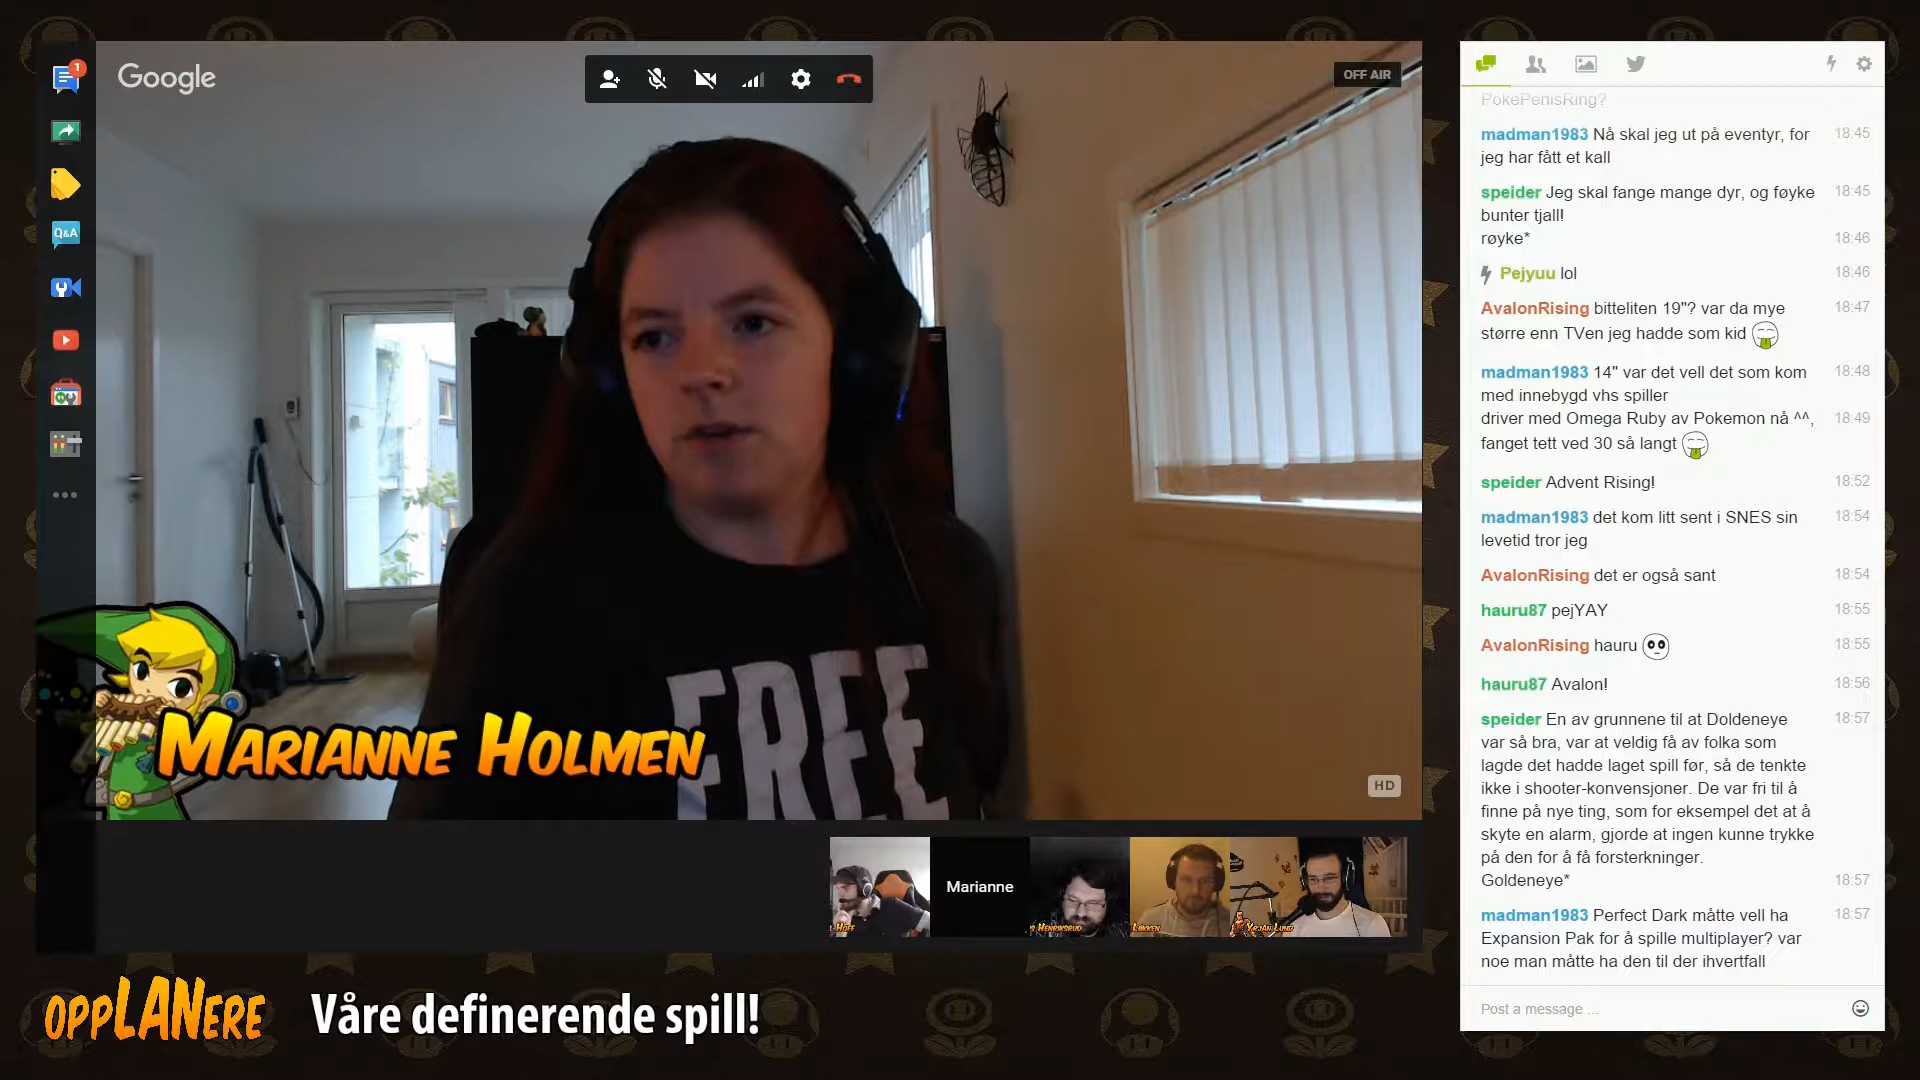 1
Google
OFF AIR
Q&A
FREE
MARIANNE HOLMEN
HD
Marianne
HOFF
HENRIKSRUD
LØKKEN
YRJAN LUND
OPPLANERE
Våre definerende spill!
PokePenisRing?
madman1983 Nå skal jeg ut på eventyr, for 18:45
jeg har fått et kall
speider Jeg skal fange mange dyr, og føyke 18:45
bunter tjall!
røyke* 18:46
Pejyuu lol 18:46
AvalonRising bitteliten 19"? var da mye 18:47
større enn TVen jeg hadde som kid
madman1983 14" var det vell det som kom 18:48
med innebygd vhs spiller
driver med Omega Ruby av Pokemon nå ^^, 18:49
fanget tett ved 30 så langt
speider Advent Rising! 18:52
madman1983 det kom litt sent i SNES sin 18:54
levetid tror jeg
AvalonRising det er også sant 18:54
hauru87 pejYAY 18:55
AvalonRising hauru 18:55
hauru87 Avalon! 18:56
speider En av grunnene til at Doldeneye 18:57
var så bra, var at veldig få av folka som
lagde det hadde laget spill før, så de tenkte
ikke i shooter-konvensjoner. De var fri til å
finne på nye ting, som for eksempel det at å
skyte en alarm, gjorde at ingen kunne trykke
på den for å få forsterkninger.
Goldeneye* 18:57
madman1983 Perfect Dark måtte vell ha 18:57
Expansion Pak for å spille multiplayer? var
noe man måtte ha den til der ihvertfall
Post a message ...